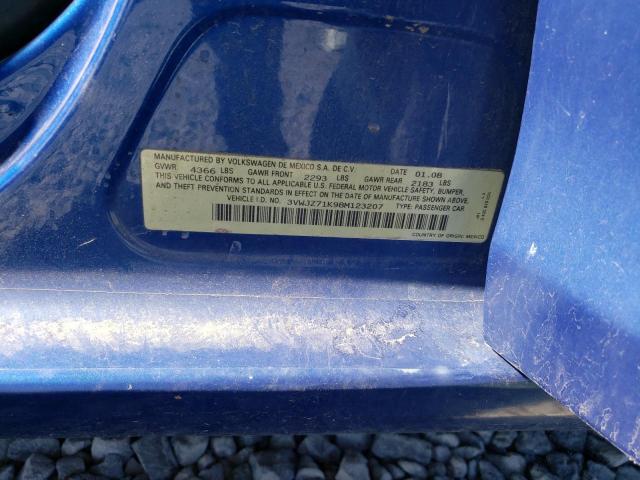 MANUFACTURED BY VOLKSWAGEN DE MEXICO S.A. DE C.V. DATE 01.08
GVWR 4366 LBS GAWR FRONT 2293 LBS GAWR REAR 2183 LBS
THIS VEHICLE CONFORMS TO ALL APPLICABLE U.S. FEDERAL MOTOR VEHICLE SAFETY, BUMPER,
AND THEFT PREVENTION STANDARDS IN EFFECT ON THE DATE OF MANUFACTURE SHOWN ABOVE.
VEHICLE I.D. NO. 3VWJZ71K98M123207 TYPE: PASSENGER CAR
COUNTRY OF ORIGIN: MEXICO